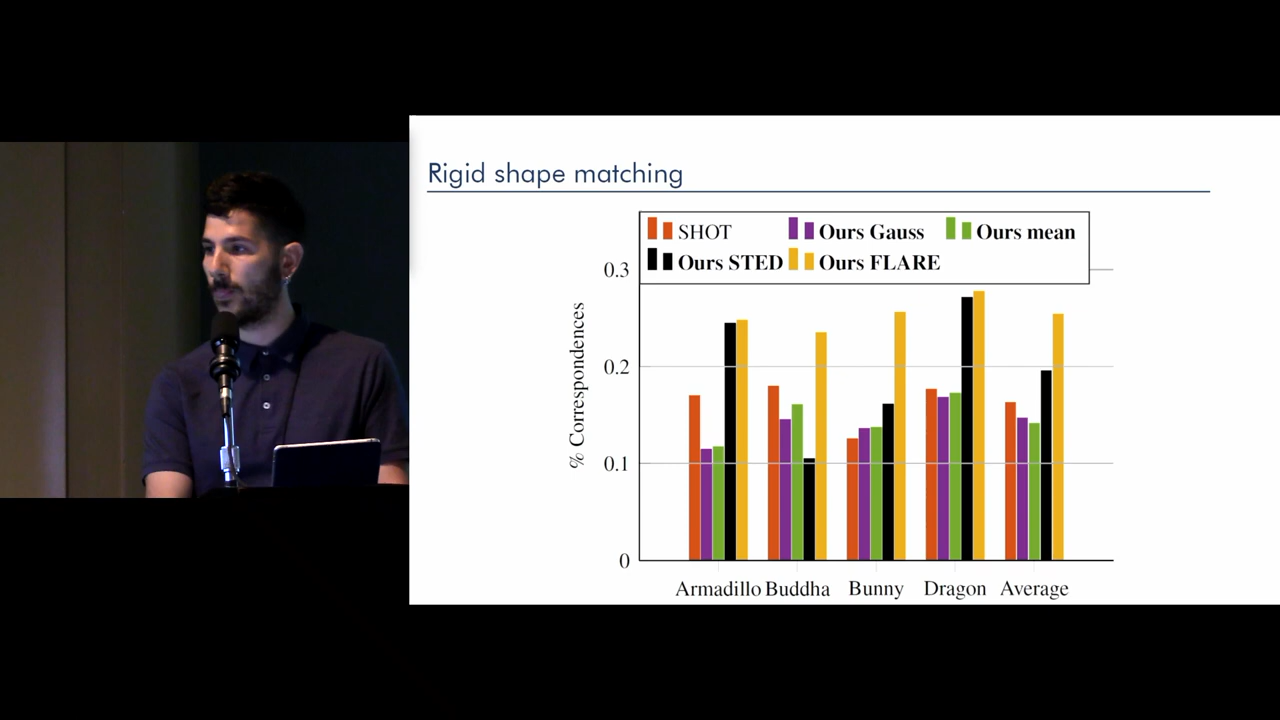 Rigid shape matching
SHOT Ours Gauss Ours mean
Ours STED Ours FLARE
% Correspondences
0.3
0.2
0.1
0
Armadillo Buddha Bunny Dragon Average